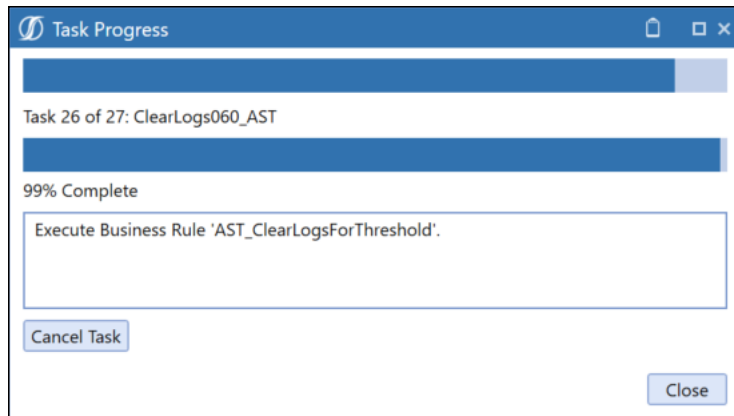 Task Progress
Task 26 of 27: ClearLogs060_AST
99% Complete
Execute Business Rule 'AST_ClearLogsForThreshold'.
Cancel Task
Close